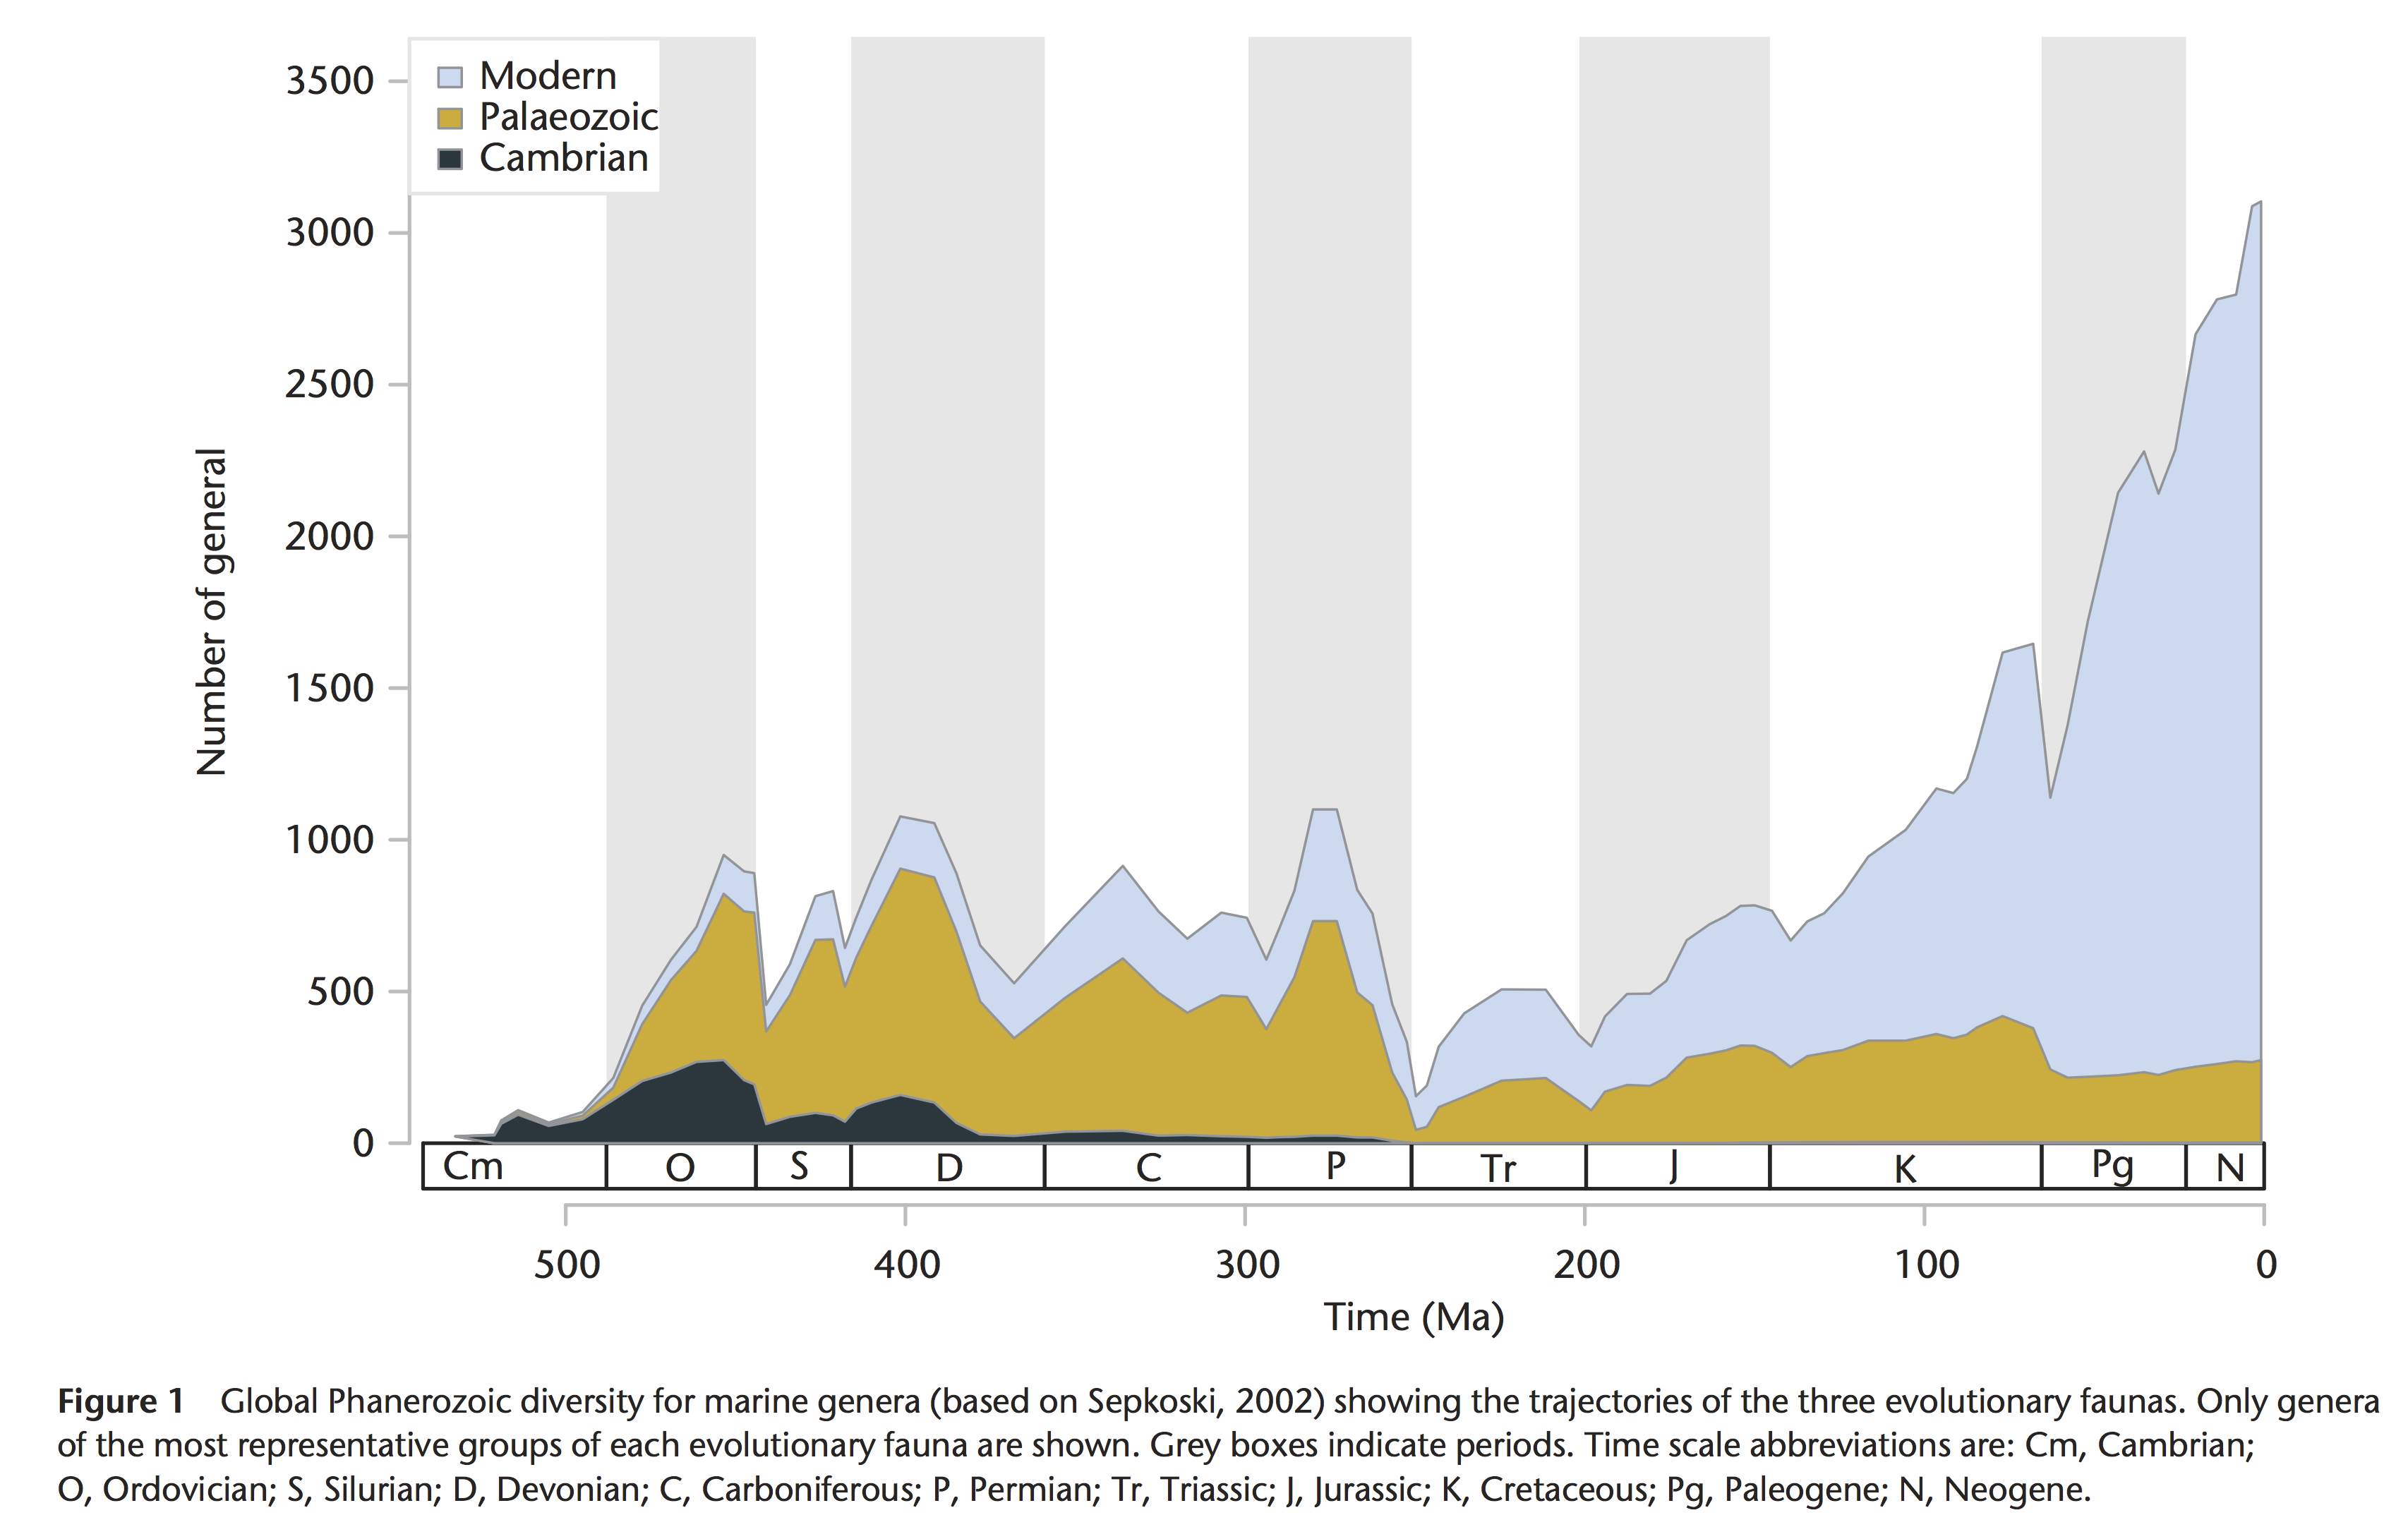 Modern
Palaeozoic
Cambrian
3500
3000
2500
2000
1500
1000
500
0
Number of general
Cm O S D C P Tr J K Pg N
500 400 300 200 100 0
Time (Ma)
Figure 1 Global Phanerozoic diversity for marine genera (based on Sepkoski, 2002) showing the trajectories of the three evolutionary faunas. Only genera
of the most representative groups of each evolutionary fauna are shown. Grey boxes indicate periods. Time scale abbreviations are: Cm, Cambrian;
O, Ordovician; S, Silurian; D, Devonian; C, Carboniferous; P, Permian; Tr, Triassic; J, Jurassic; K, Cretaceous; Pg, Paleogene; N, Neogene.